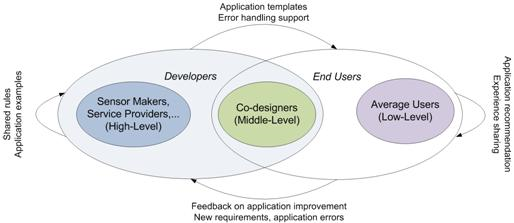 Application templates
Error handling support
Developers
End Users
Shared rules
Application examples
Sensor Makers,
Service Providers,...
(High-Level)
Co-designers
(Middle-Level)
Average Users
(Low-Level)
Application recommendation
Experience sharing
Feedback on application improvement
New requirements, application errors